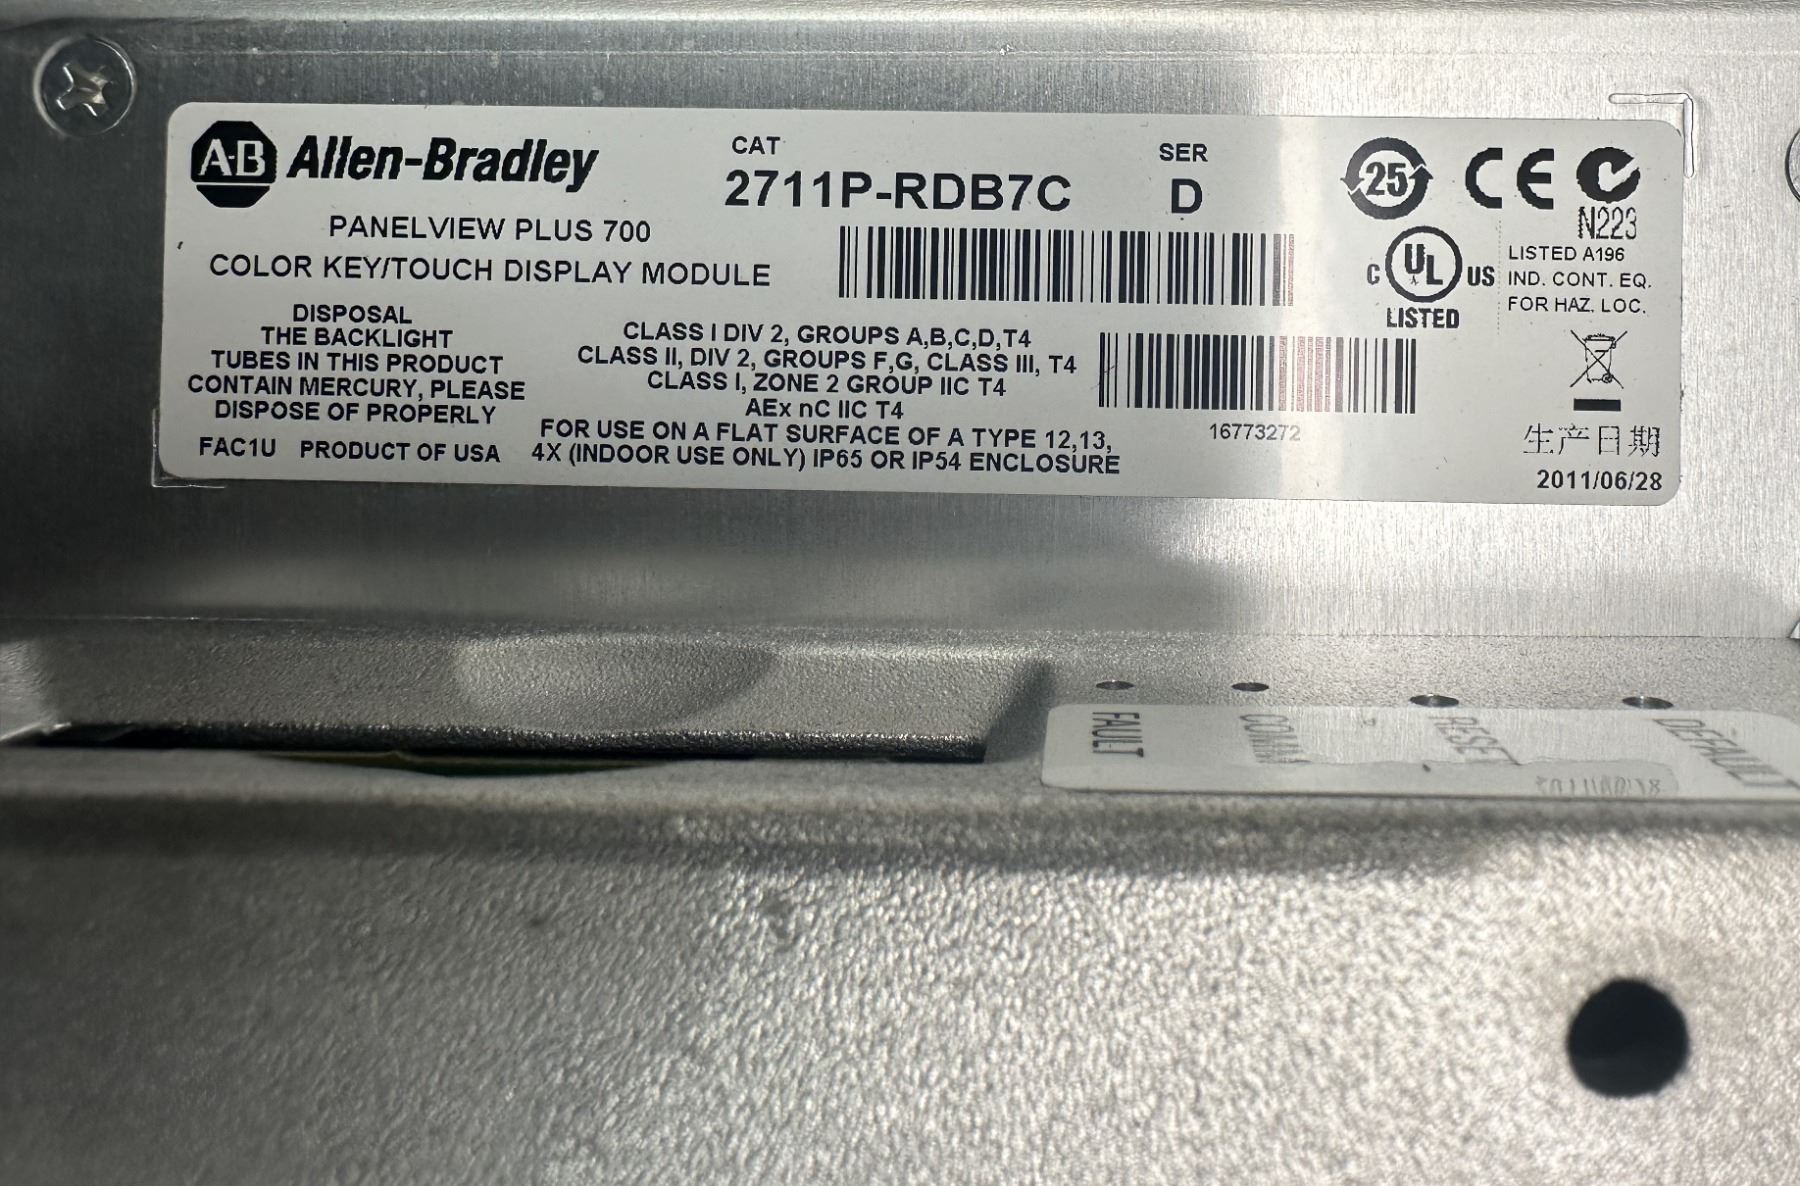 AB Allen-Bradley
PANELVIEW PLUS 700
COLOR KEY/TOUCH DISPLAY MODULE
DISPOSAL
THE BACKLIGHT
TUBES IN THIS PRODUCT
CONTAIN MERCURY, PLEASE
DISPOSE OF PROPERLY
FAC1U PRODUCT OF USA
CAT
2711P-RDB7C
SER
D
CLASS I DIV 2, GROUPS A,B,C,D,T4
CLASS II, DIV 2, GROUPS F,G, CLASS III, T4
CLASS I, ZONE 2 GROUP IIC T4
AEx nC IIC T4
FOR USE ON A FLAT SURFACE OF A TYPE 12,13,
4X (INDOOR USE ONLY) IP65 OR IP54 ENCLOSURE
16773272
25
CE
N223
C UL US
LISTED
LISTED A196
IND. CONT. EQ.
FOR HAZ. LOC.
生产日期
2011/06/28
FAULT
COMM
RESET
DEFAULT